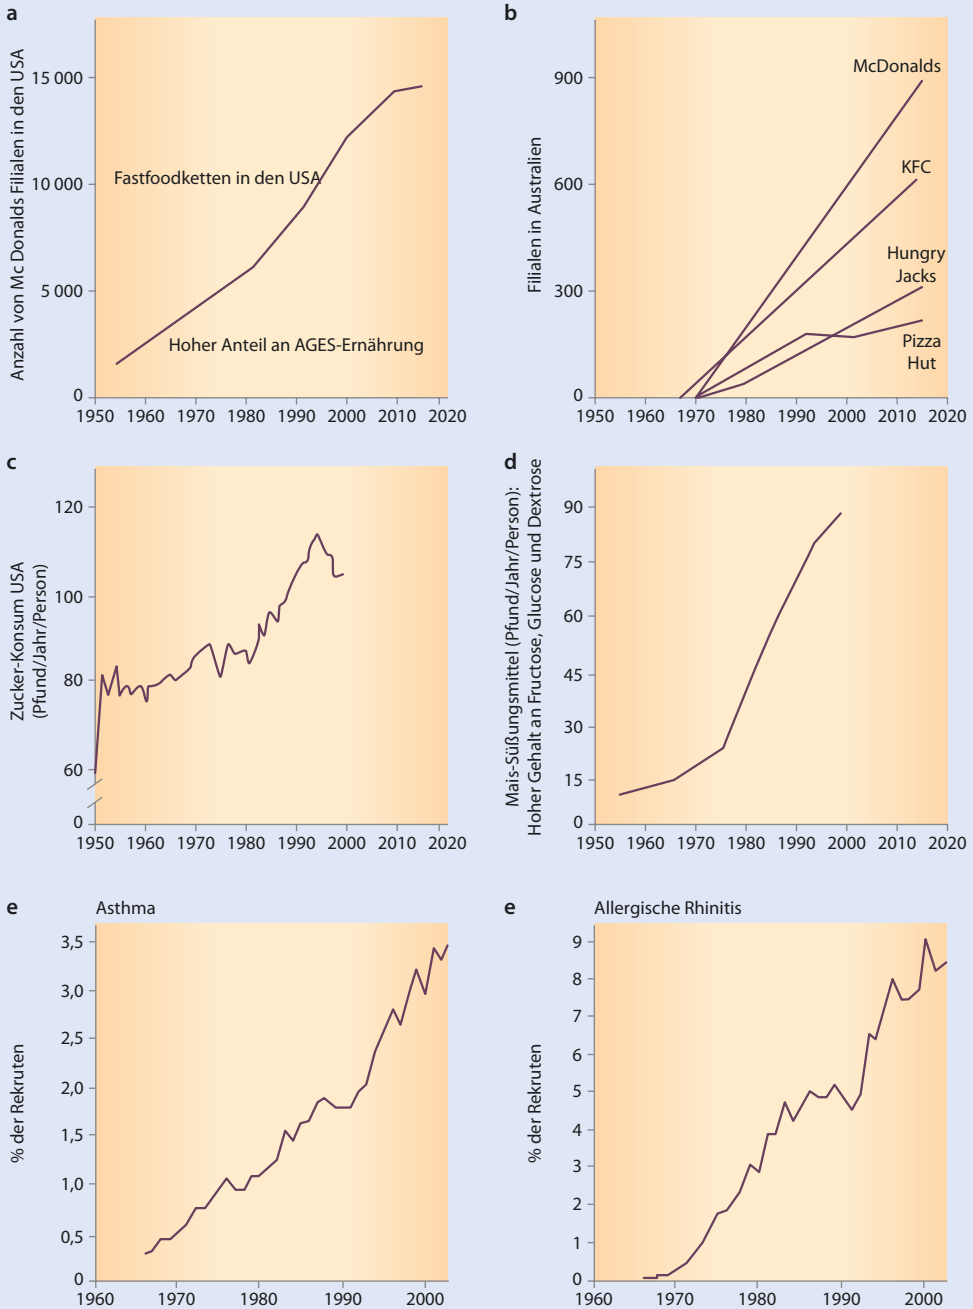 a
Anzahl von Mc Donalds Filialen in den USA
15 000
10 000
5 000
0
Fastfoodketten in den USA
Hoher Anteil an AGES-Ernährung
1950 1960 1970 1980 1990 2000 2010 2020
b
Filialen in Australien
900
600
300
0
McDonalds
KFC
Hungry
Jacks
Pizza
Hut
1950 1960 1970 1980 1990 2000 2010 2020
c
Zucker-Konsum USA
(Pfund/Jahr/Person)
120
100
80
60
0
1950 1960 1970 1980 1990 2000 2010 2020
d
Mais-Süßungsmittel (Pfund/Jahr/Person):
Hoher Gehalt an Fructose, Glucose und Dextrose
90
75
60
45
30
15
0
1950 1960 1970 1980 1990 2000 2010 2020
e Asthma
% der Rekruten
3,5
3,0
2,5
2,0
1,5
1,0
0,5
0
1960 1970 1980 1990 2000
e Allergische Rhinitis
% der Rekruten
9
8
7
6
5
4
3
2
1
0
1960 1970 1980 1990 2000